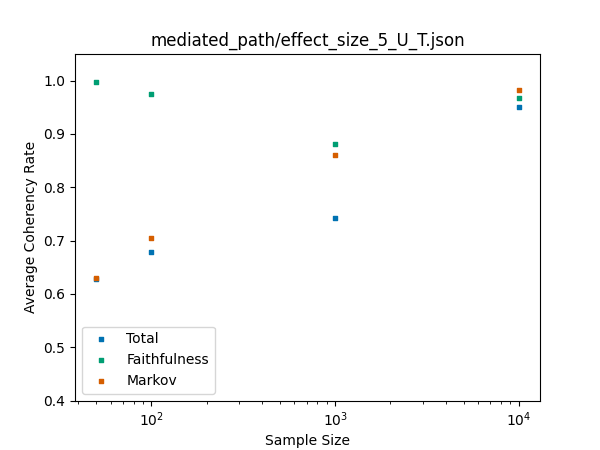 mediated_path/effect_size_5_U_T.json
Average Coherency Rate
1.0
0.9
0.8
0.7
0.6
0.5
0.4
Total
Faithfulness
Markov
10²
10³
10⁴
Sample Size